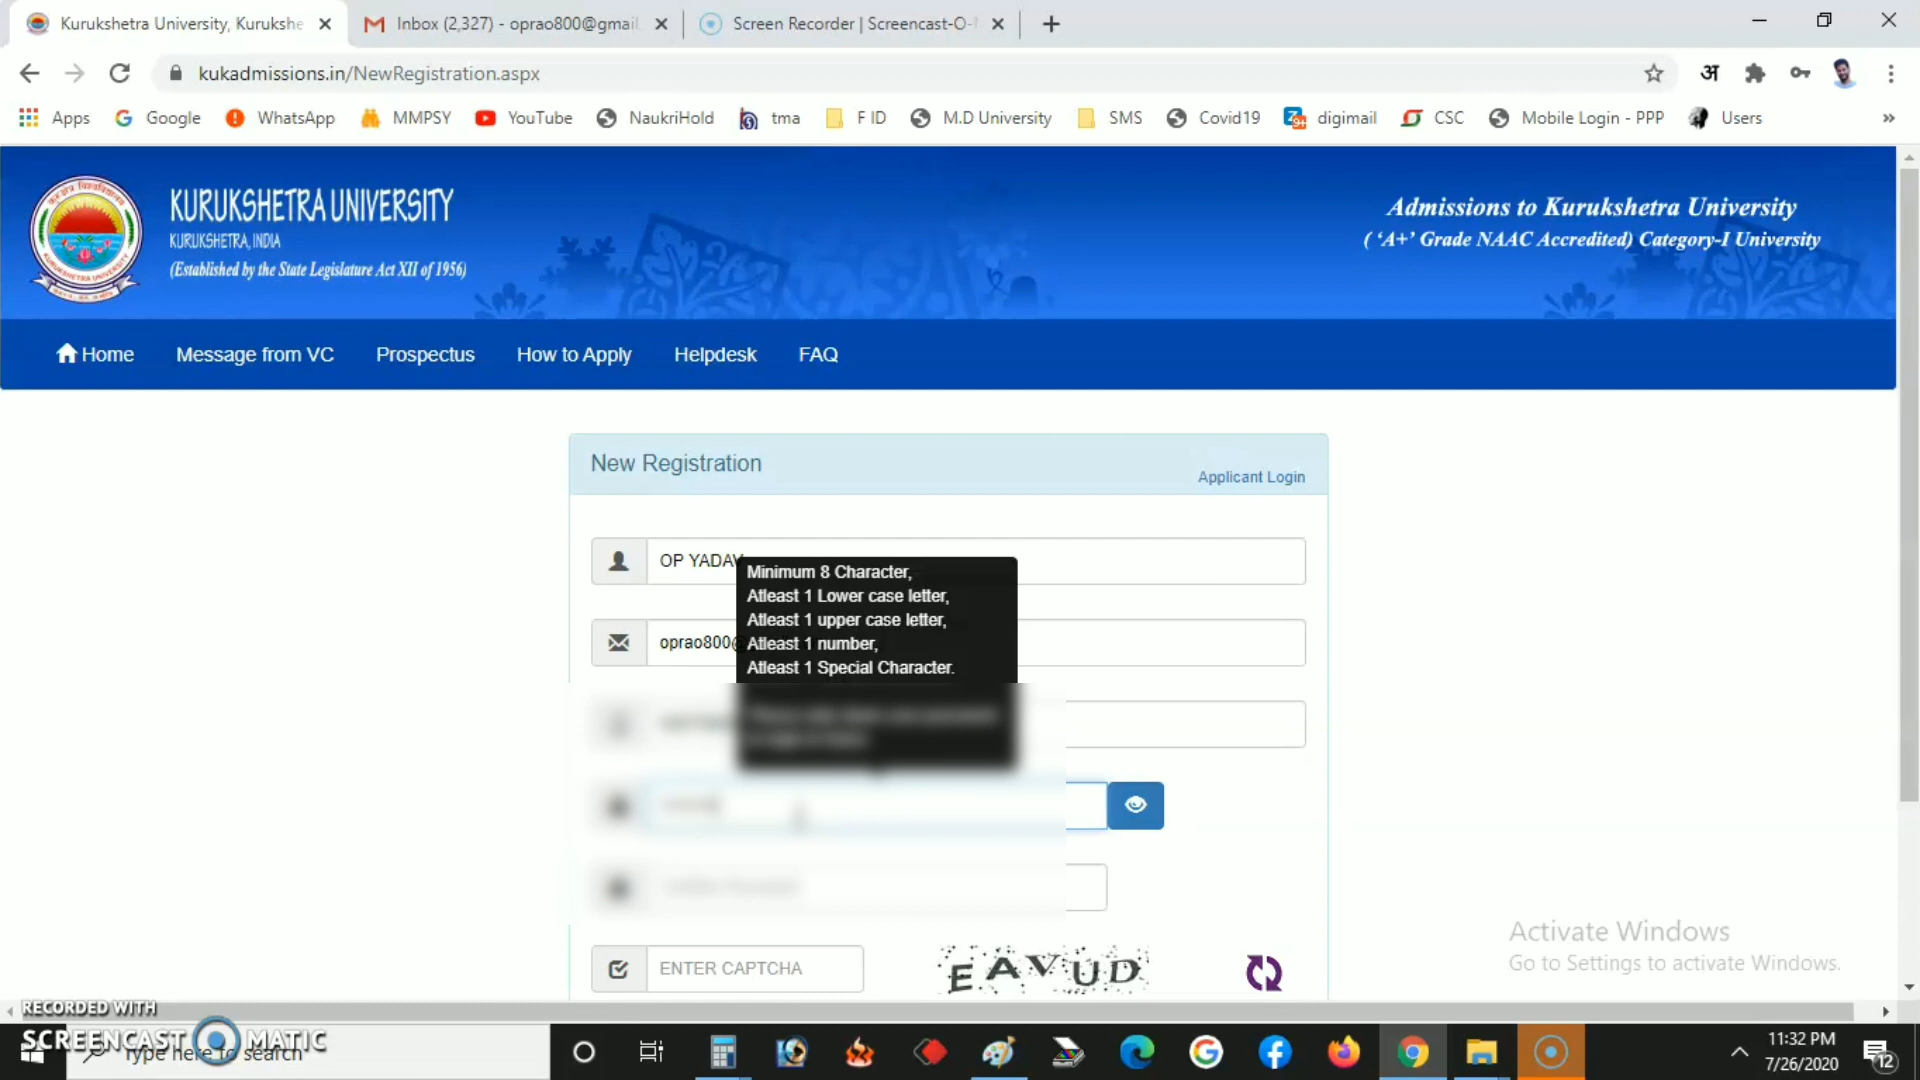 Kurukshetra University, Kurukshe
Inbox (2,327) - oprao800@gmail
Screen Recorder | Screencast-O-
kukadmissions.in/NewRegistration.aspx
अ
Apps
Google
WhatsApp
MMPSY
YouTube
NaukriHold
tma
F ID
M.D University
SMS
Covid19
digimail
CSC
Mobile Login - PPP
Users
»
KURUKSHETRA UNIVERSITY
KURUKSHETRA, INDIA
(Established by the State Legislature Act XII of 1956)
Admissions to Kurukshetra University
( ‘A+’ Grade NAAC Accredited) Category-I University
Home
Message from VC
Prospectus
How to Apply
Helpdesk
FAQ
New Registration
Applicant Login
OP YADAV
Minimum 8 Character,
Atleast 1 Lower case letter,
Atleast 1 upper case letter,
Atleast 1 number,
Atleast 1 Special Character.
oprao800@
ENTER CAPTCHA
EAVUD
Activate Windows
Go to Settings to activate Windows.
RECORDED WITH
SCREENCAST MATIC
Type here to search
11:32 PM
7/26/2020
12